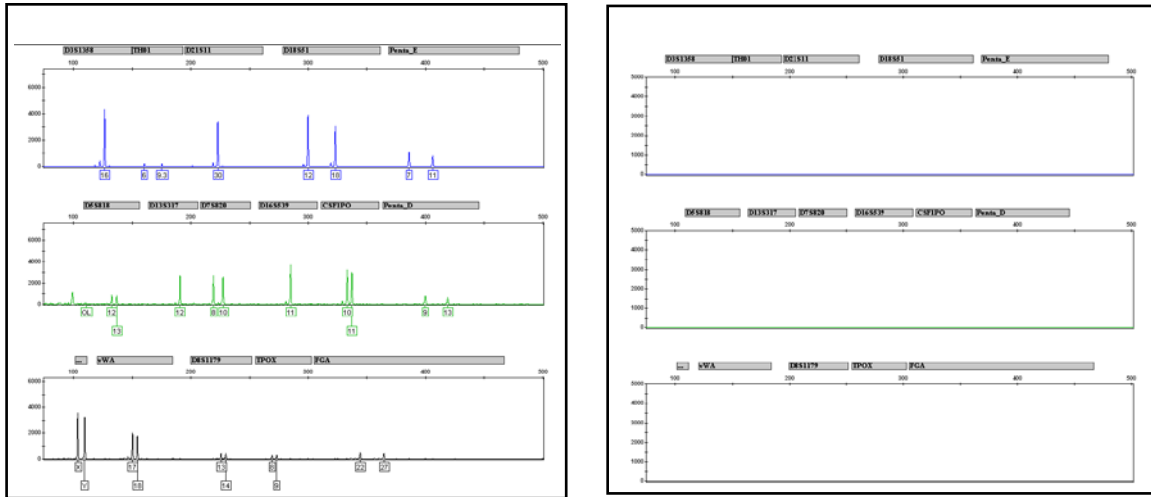 D3S1358 TH01 D21S11 D18S51 Penta_E
100 200 300 400 500
6000
4000
2000
0
16 6 9.3 30 12 18 7 11
D5S818 D13S317 D7S820 D16S539 CSF1PO Penta_D
100 200 300 400 500
6000
4000
2000
0
OL 12 12 8 10 11 10 9 13
13 11
... vWA D8S1179 TPOX FGA
100 200 300 400 500
6000
4000
2000
0
X 17 13 8 22 27
Y 18 14 9
D3S1358 TH01 D21S11 D18S51 Penta_E
100 200 300 400 500
5000
4000
3000
2000
1000
0
D5S818 D13S317 D7S820 D16S539 CSF1PO Penta_D
100 200 300 400 500
5000
4000
3000
2000
1000
0
... vWA D8S1179 TPOX FGA
100 200 300 400 500
5000
4000
3000
2000
1000
0